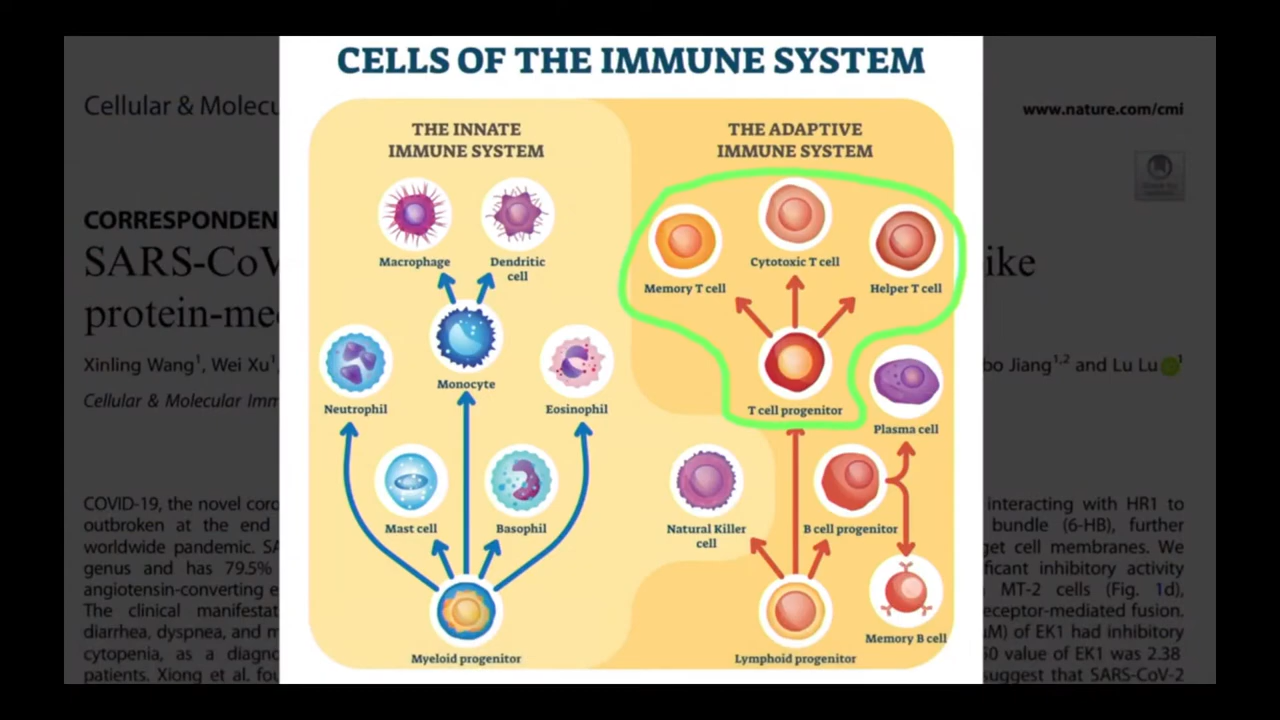 CELLS OF THE IMMUNE SYSTEM
THE INNATE
IMMUNE SYSTEM
Macrophage
Dendritic
cell
Monocyte
Neutrophil
Eosinophil
Mast cell
Basophil
Myeloid progenitor
THE ADAPTIVE
IMMUNE SYSTEM
Memory T cell
Cytotoxic T cell
Helper T cell
T cell progenitor
Plasma cell
Natural Killer
cell
B cell progenitor
Memory B cell
Lymphoid progenitor
Cellular & Molecu
www.nature.com/cmi
CORRESPONDEN
SARS-CoV
ike
protein-me
Xinling Wang¹, Wei Xu¹,
bo Jiang¹,² and Lu Lu
1
Cellular & Molecular Imm
COVID-19, the novel coro
outbroken at the end
worldwide pandemic. SA
genus and has 79.5%
angiotensin-converting e
The clinical manifestat
diarrhea, dyspnea, and m
cytopenia, as a diagno
patients. Xiong et al. fou
interacting with HR1 to
bundle (6-HB), further
get cell membranes. We
ficant inhibitory activity
MT-2 cells (Fig. 1d),
eceptor-mediated fusion.
M) of EK1 had inhibitory
50 value of EK1 was 2.38
suggest that SARS-CoV-2